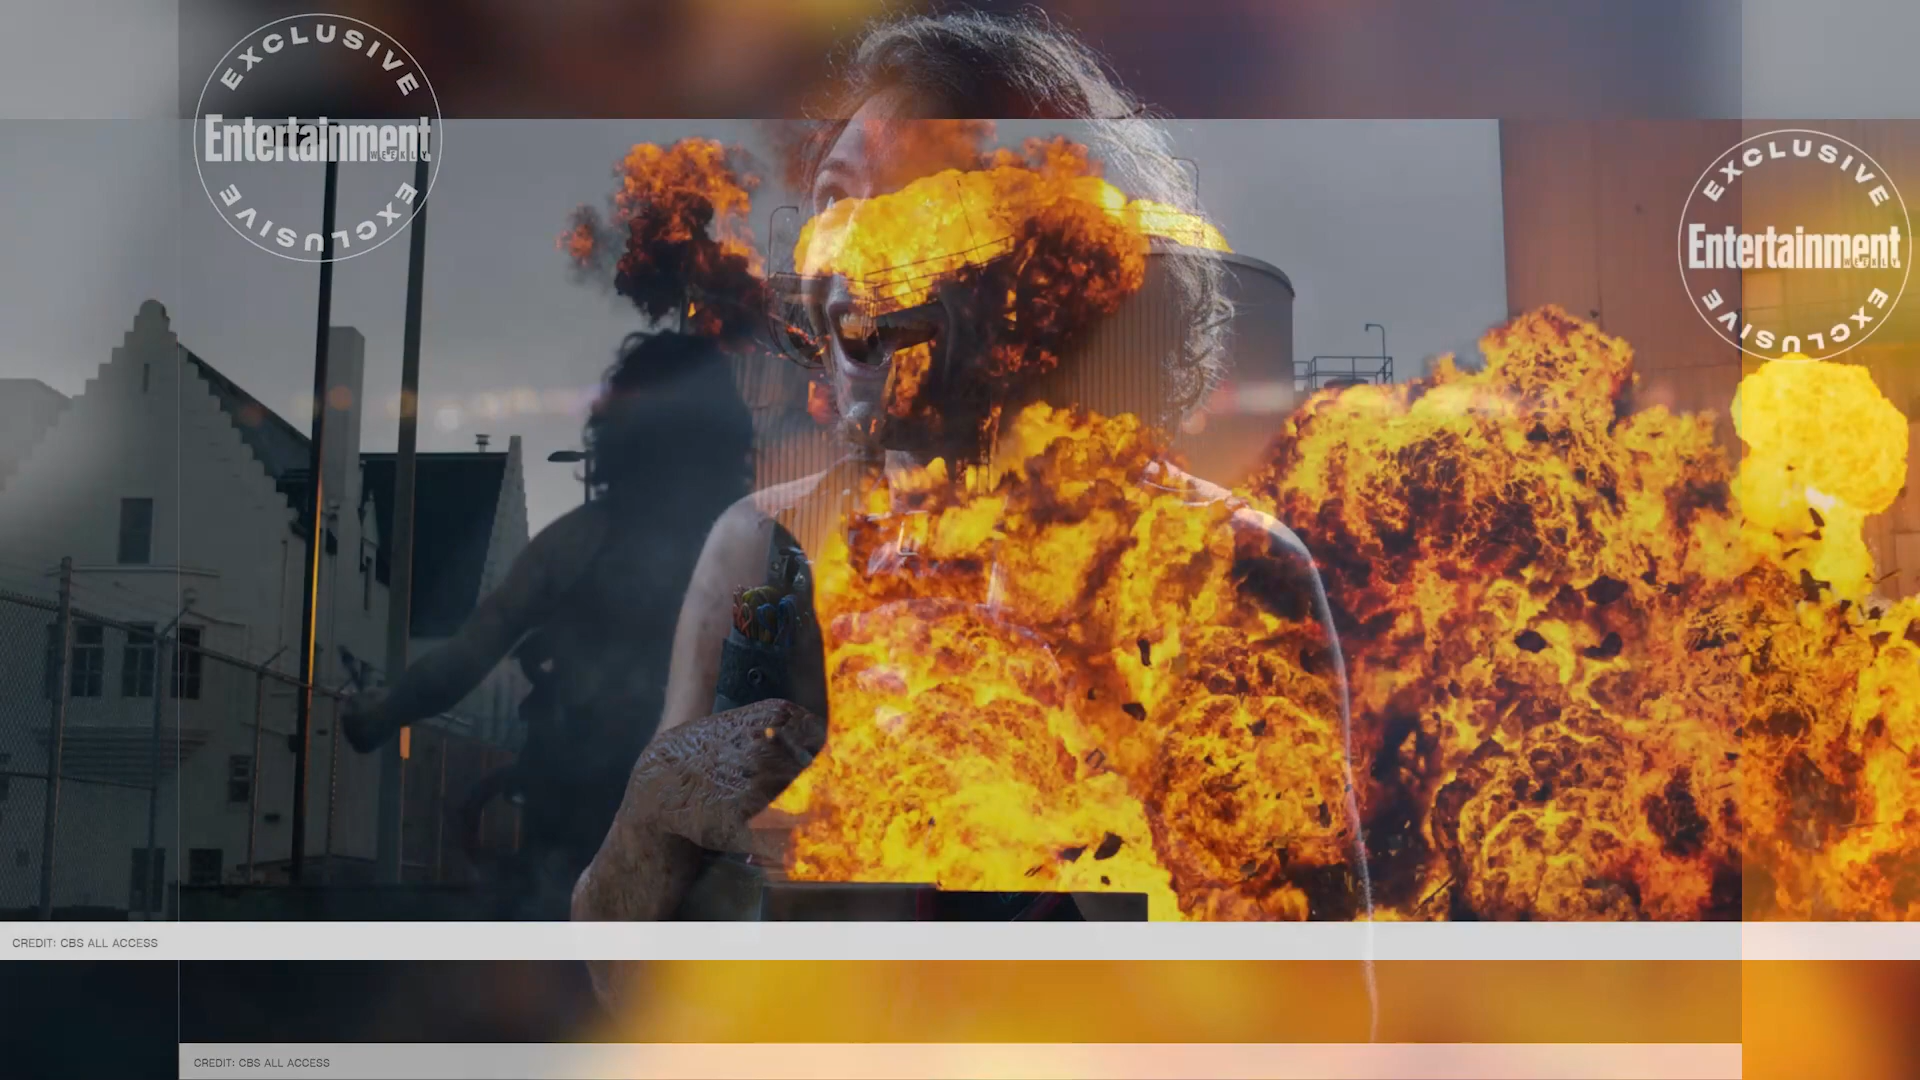 EXCLUSIVE
Entertainment
WEEKLY
EXCLUSIVE
EXCLUSIVE
Entertainment
WEEKLY
EXCLUSIVE
CREDIT: CBS ALL ACCESS
CREDIT: CBS ALL ACCESS